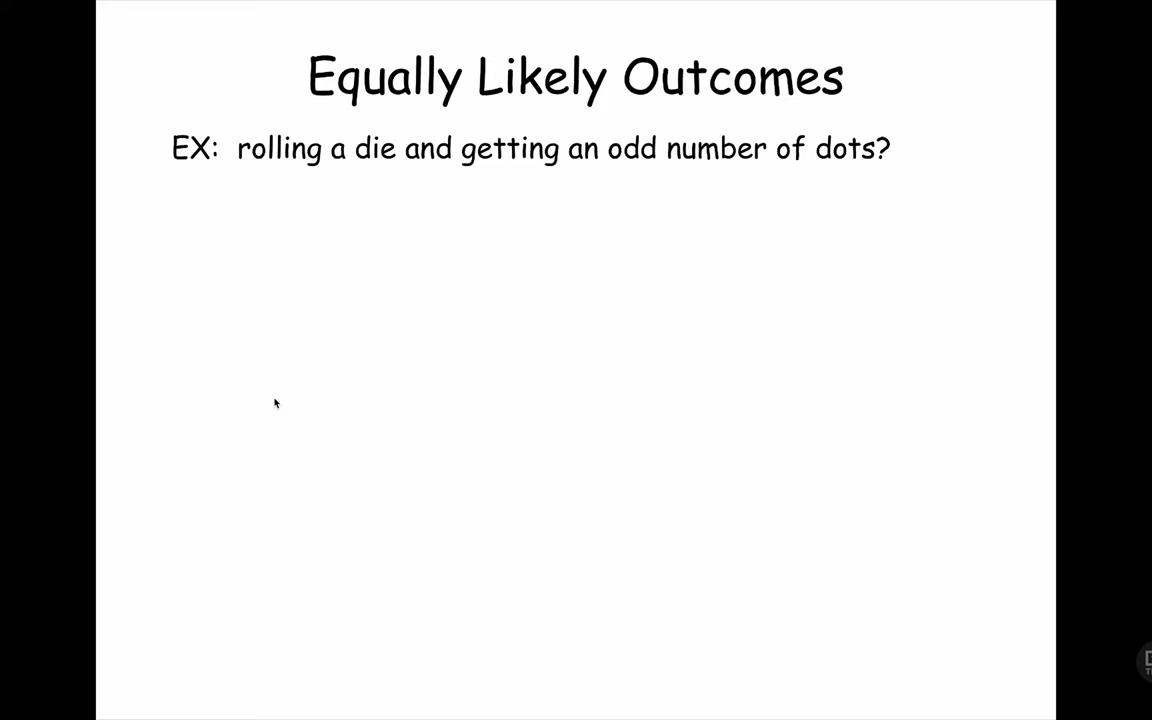 Equally Likely Outcomes
EX: rolling a die and getting an odd number of dots?